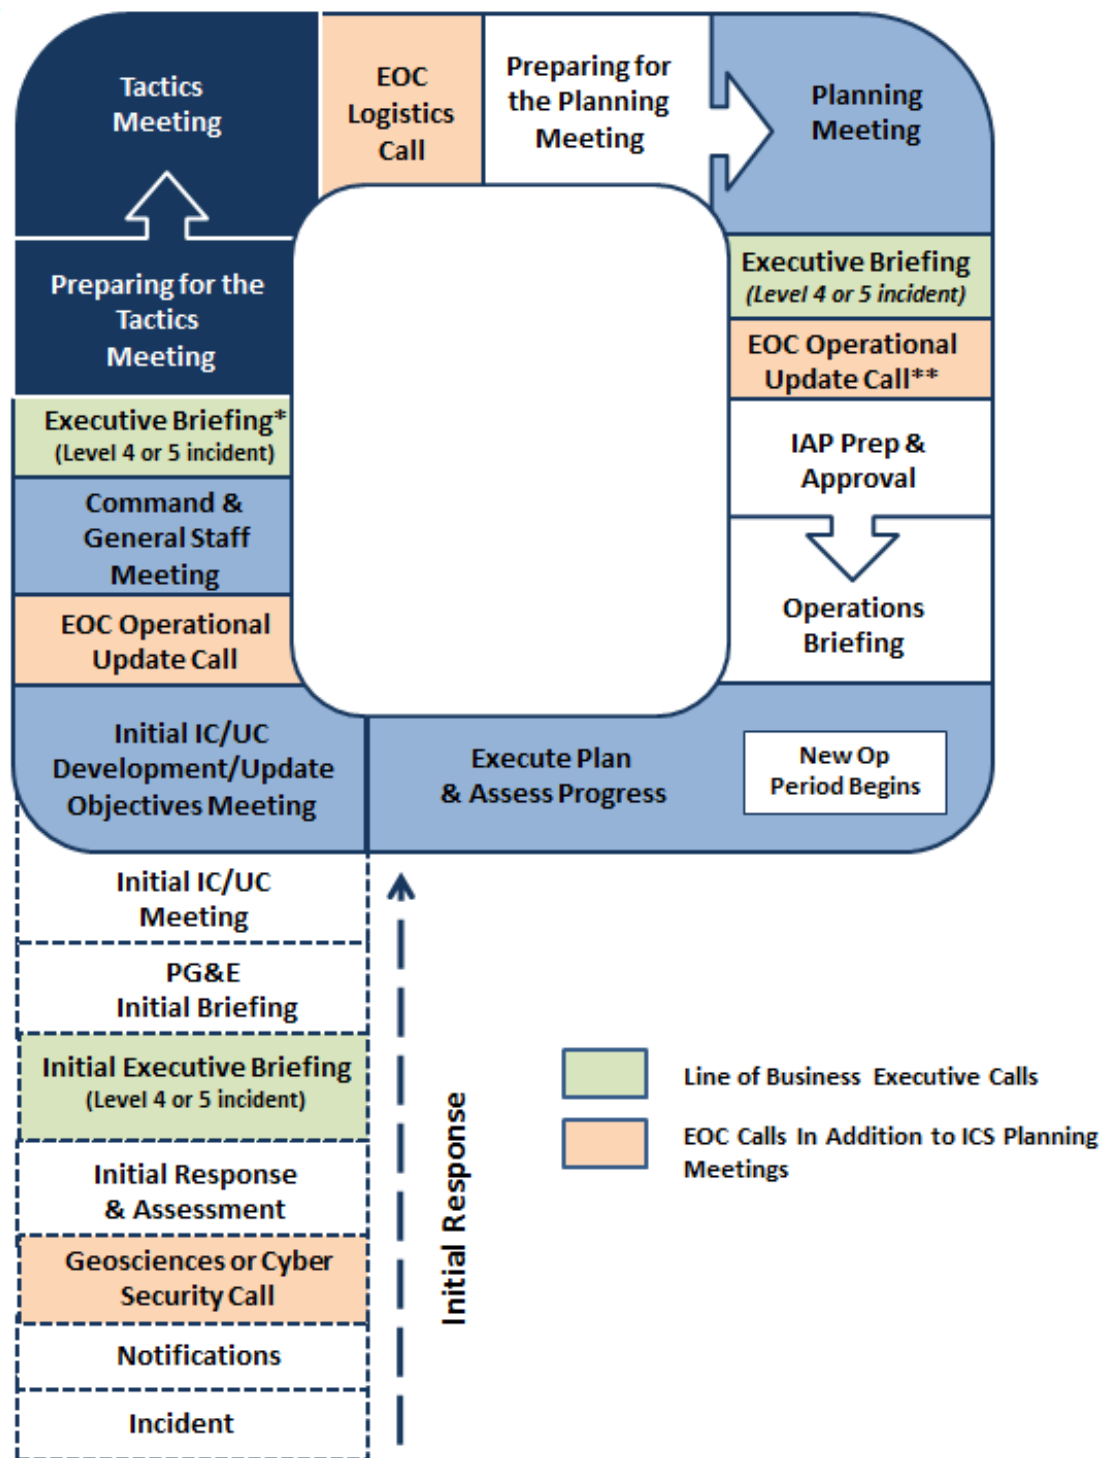 Tactics
Meeting
EOC
Logistics
Call
Preparing for
the Planning
Meeting
Planning
Meeting
Preparing for the
Tactics
Meeting
Executive Briefing*
(Level 4 or 5 incident)
Command &
General Staff
Meeting
EOC Operational
Update Call
Initial IC/UC
Development/Update
Objectives Meeting
Executive Briefing
(Level 4 or 5 incident)
EOC Operational
Update Call**
IAP Prep &
Approval
Operations
Briefing
Execute Plan
& Assess Progress
New Op
Period Begins
Initial IC/UC
Meeting
PG&E
Initial Briefing
Initial Executive Briefing
(Level 4 or 5 incident)
Initial Response
& Assessment
Geosciences or Cyber
Security Call
Notifications
Incident
Initial Response
Line of Business Executive Calls
EOC Calls In Addition to ICS Planning
Meetings